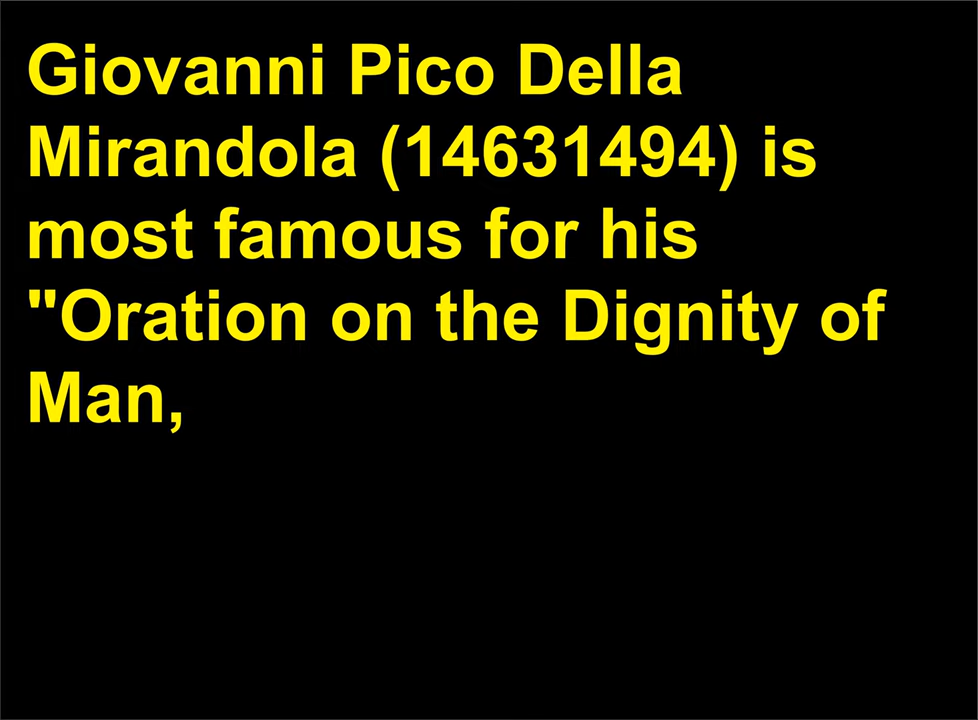 Giovanni Pico Della
Mirandola (14631494) is
most famous for his
"Oration on the Dignity of
Man,